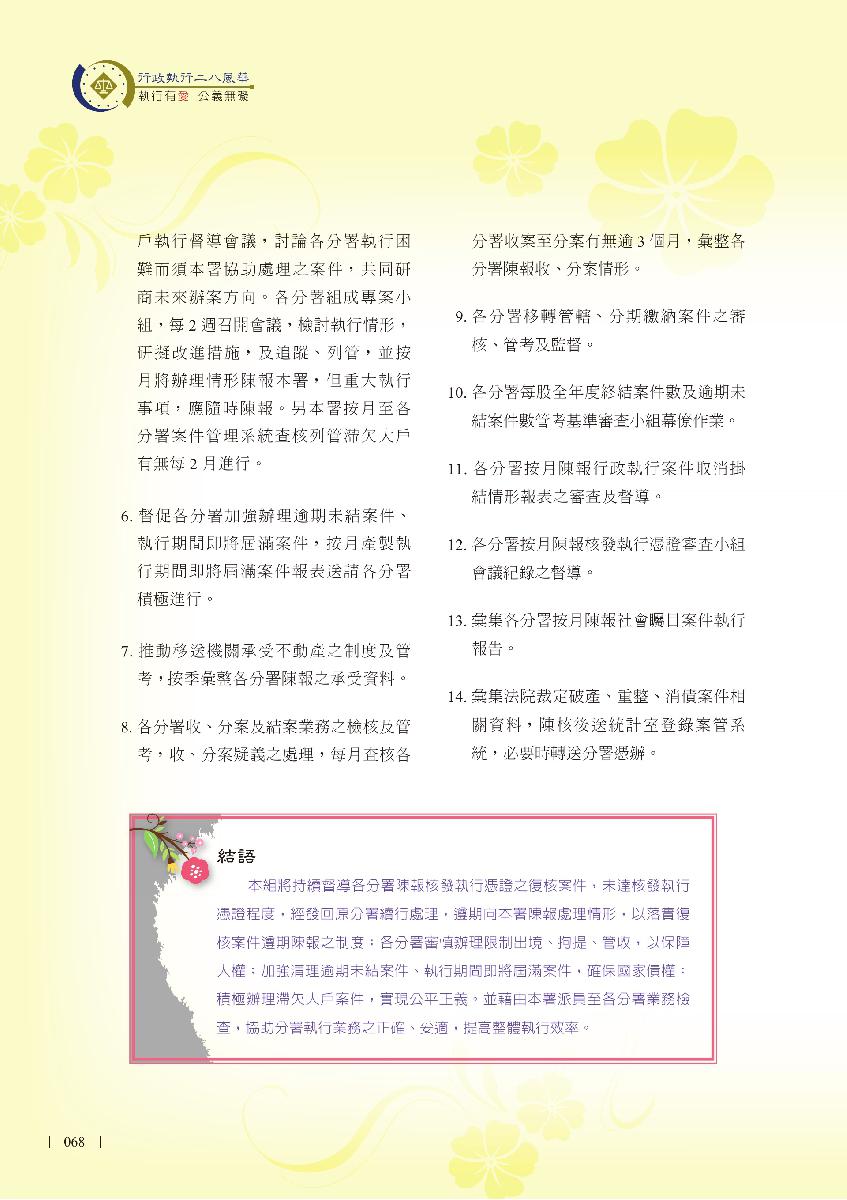 行政執行二八風華
執行有愛 公義無礙
戶執行督導會議，討論各分署執行困
難而須本署協助處理之案件，共同研
商未來辦案方向。各分署組成專案小
組，每2週召開會議，檢討執行情形，
研擬改進措施，及追蹤、列管，並按
月將辦理情形陳報本署，但重大執行
事項，應隨時陳報。另本署按月至各
分署案件管理系統查核列管滯欠大戶
有無每2月進行。
6. 督促各分署加強辦理逾期未結案件、
執行期間即將屆滿案件，按月產製執
行期間即將屆滿案件報表送請各分署
積極進行。
7. 推動移送機關承受不動產之制度及管
考，按季彙整各分署陳報之承受資料。
8. 各分署收、分案及結案業務之檢核及管
考，收、分案疑義之處理，每月查核各
分署收案至分案有無逾3個月，彙整各
分署陳報收、分案情形。
9. 各分署移轉管轄、分期繳納案件之審
核、管考及監督。
10. 各分署每股全年度終結案件數及逾期未
結案件數管考基準審查小組幕僚作業。
11. 各分署按月陳報行政執行案件取消掛
結情形報表之審查及督導。
12. 各分署按月陳報核發執行憑證審查小組
會議紀錄之督導。
13. 彙集各分署按月陳報社會矚目案件執行
報告。
14. 彙集法院裁定破產、重整、消債案件相
關資料，陳核後送統計室登錄案管系
統，必要時轉送分署憑辦。
結語
本組將持續督導各分署陳報核發執行憑證之復核案件，未達核發執行
憑證程度，經發回原分署續行處理，遵期向本署陳報處理情形，以落實復
核案件遵期陳報之制度；各分署審慎辦理限制出境、拘提、管收，以保障
人權；加強清理逾期未結案件、執行期間即將屆滿案件，確保國家債權；
積極辦理滯欠大戶案件，實現公平正義。並藉由本署派員至各分署業務檢
查，協助分署執行業務之正確、妥適，提高整體執行效率。
068